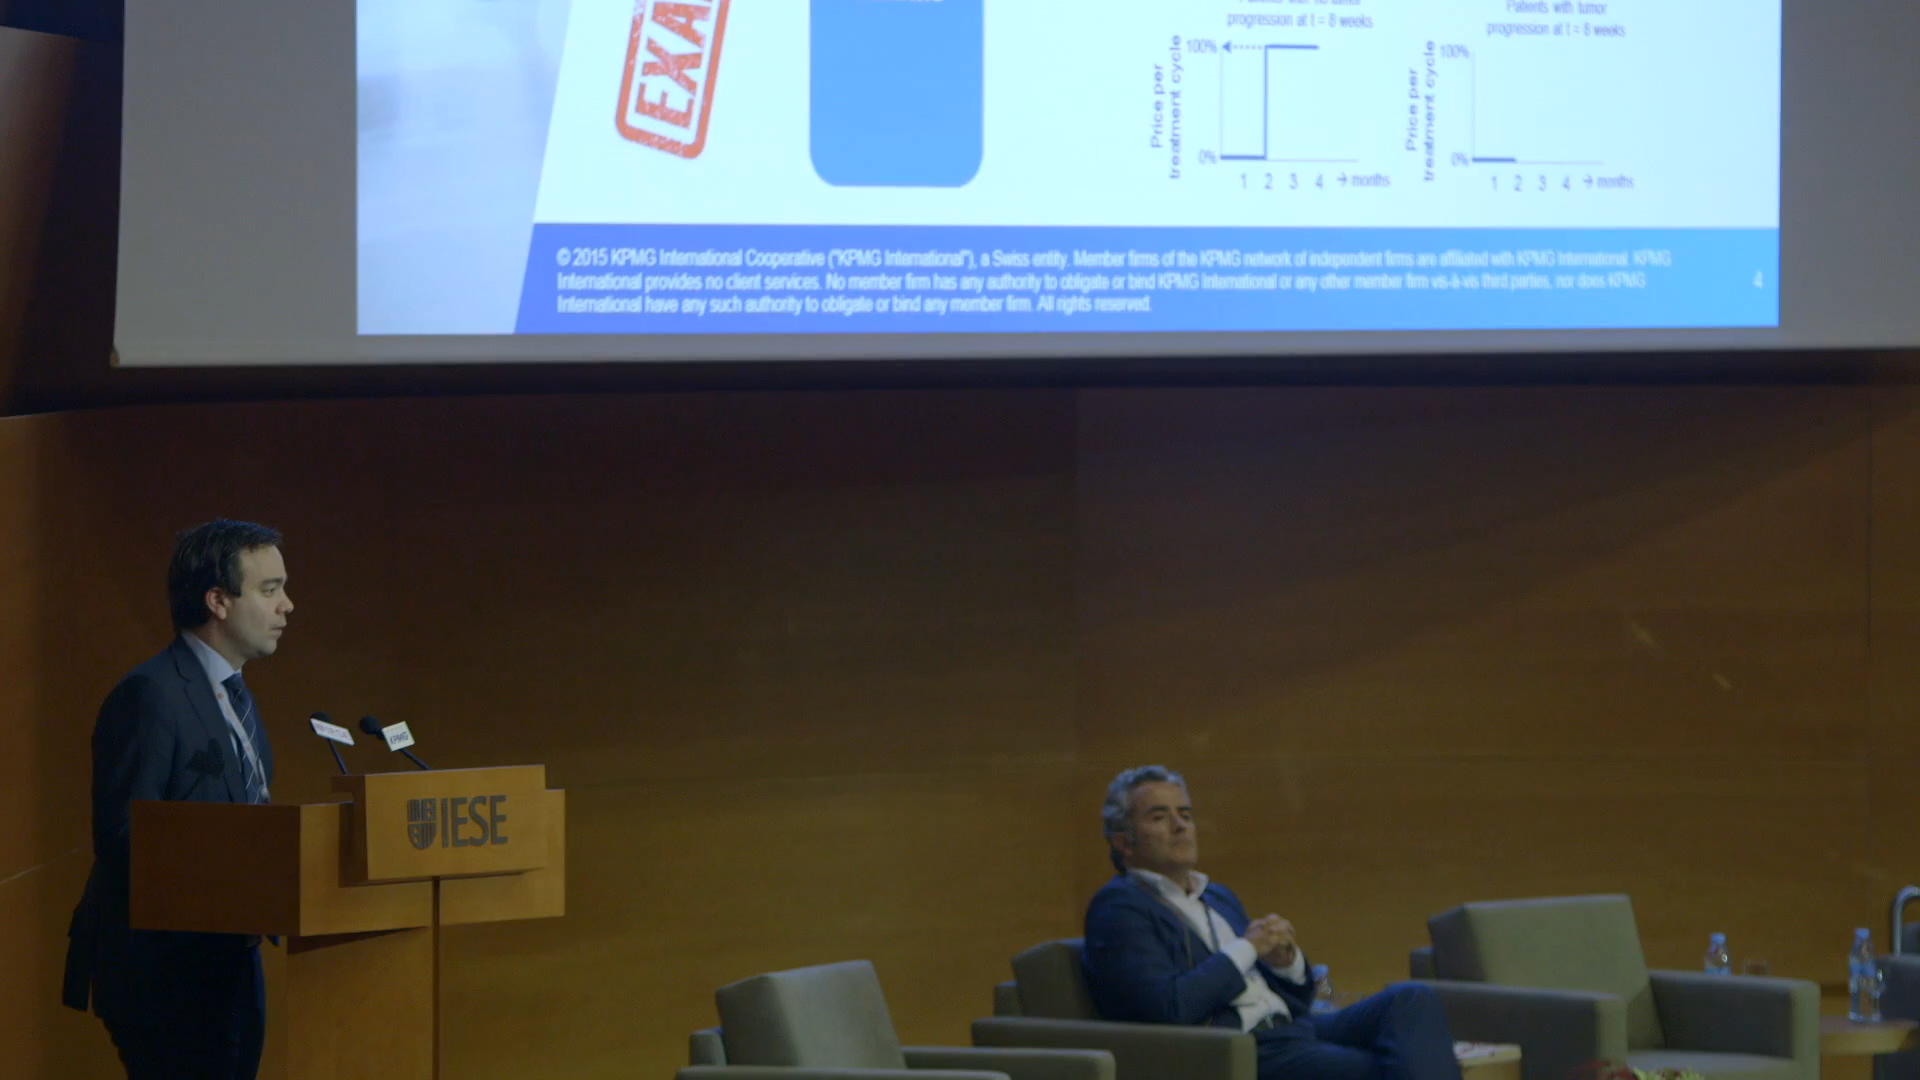 EXA
progression at t = 8 weeks
Patients with tumor
progression at t = 8 weeks
Price per
treatment cycle
100%
0%
1 2 3 4 → months
Price per
treatment cycle
100%
0%
1 2 3 4 → months
© 2015 KPMG International Cooperative ("KPMG International"), a Swiss entity. Member firms of the KPMG network of independent firms are affiliated with KPMG International. KPMG
International provides no client services. No member firm has any authority to obligate or bind KPMG International or any other member firm vis-à-vis third parties, nor does KPMG
International have any such authority to obligate or bind any member firm. All rights reserved.
4
KPMG
IESE